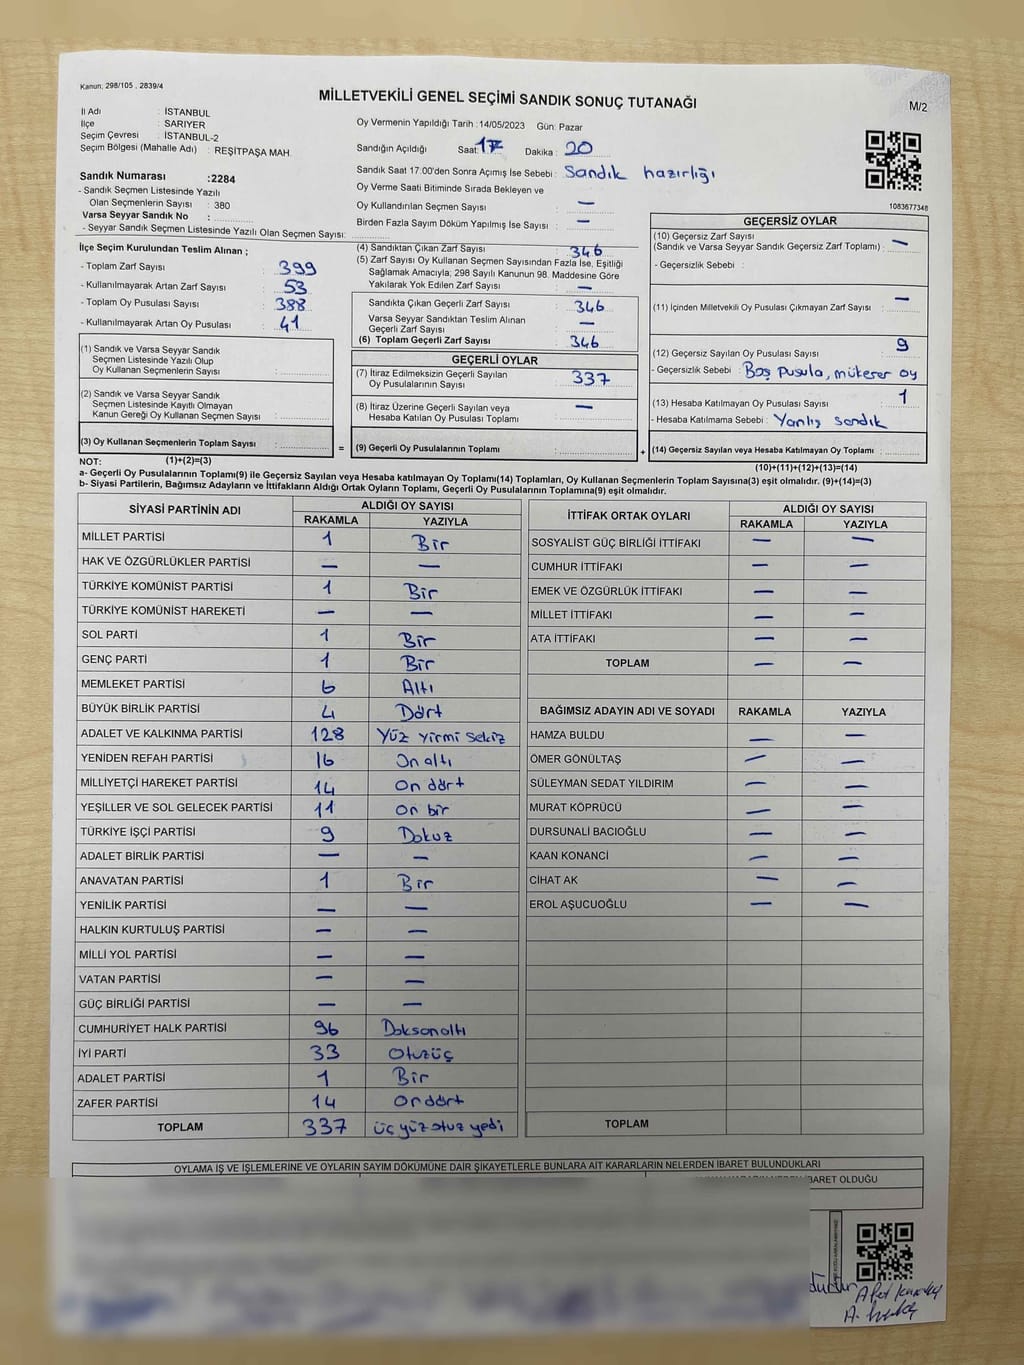 Kanun, 298/105 , 2839/4
MİLLETVEKİLİ GENEL SEÇİMİ SANDIK SONUÇ TUTANAĞI
M/2
İl Adı : İSTANBUL
İlçe : SARIYER
Seçim Çevresi : İSTANBUL-2
Seçim Bölgesi (Mahalle Adı) : REŞİTPAŞA MAH.
Oy Vermenin Yapıldığı Tarih :14/05/2023 Gün: Pazar
Sandığın Açıldığı Saat: 17 Dakika : 20
Sandık Saat 17.00'den Sonra Açımış İse Sebebi : Sandık hazırlığı
Oy Verme Saati Bitiminde Sırada Bekleyen ve
Oy Kullandırılan Seçmen Sayısı : —
Birden Fazla Sayım Döküm Yapılmış İse Sayısı : —
1083677348
Sandık Numarası :2284
- Sandık Seçmen Listesinde Yazılı
Olan Seçmenlerin Sayısı : 380
Varsa Seyyar Sandık No :
- Seyyar Sandık Seçmen Listesinde Yazılı Olan Seçmen Sayısı:
İlçe Seçim Kurulundan Teslim Alınan ;
- Toplam Zarf Sayısı : 399
- Kullanılmayarak Artan Zarf Sayısı : 53
- Toplam Oy Pusulası Sayısı : 388
- Kullanılmayarak Artan Oy Pusulası : 41
(1) Sandık ve Varsa Seyyar Sandık
Seçmen Listesinde Yazılı Olup
Oy Kullanan Seçmenlerin Sayısı :
(2) Sandık ve Varsa Seyyar Sandık
Seçmen Listesinde Kayıtlı Olmayan
Kanun Gereği Oy Kullanan Seçmen Sayısı :
(3) Oy Kullanan Seçmenlerin Toplam Sayısı :
(1)+(2)=(3)
(4) Sandıktan Çıkan Zarf Sayısı : 346
(5) Zarf Sayısı Oy Kullanan Seçmen Sayısından Fazla İse, Eşitliği
Sağlamak Amacıyla; 298 Sayılı Kanunun 98. Maddesine Göre
Yakılarak Yok Edilen Zarf Sayısı : —
Sandıkta Çıkan Geçerli Zarf Sayısı : 346
Varsa Seyyar Sandıktan Teslim Alınan
Geçerli Zarf Sayısı : —
(6) Toplam Geçerli Zarf Sayısı : 346
GEÇERLİ OYLAR
(7) İtiraz Edilmeksizin Geçerli Sayılan
Oy Pusulalarının Sayısı : 337
(8) İtiraz Üzerine Geçerli Sayılan veya
Hesaba Katılan Oy Pusulası Toplamı : —
= (9) Geçerli Oy Pusulalarının Toplamı : +
GEÇERSİZ OYLAR
(10) Geçersiz Zarf Sayısı
(Sandık ve Varsa Seyyar Sandık Geçersiz Zarf Toplamı) : —
- Geçersizlik Sebebi :
(11) İçinden Milletvekili Oy Pusulası Çıkmayan Zarf Sayısı : —
(12) Geçersiz Sayılan Oy Pusulası Sayısı : 9
- Geçersizlik Sebebi : Boş pusula, mükerer oy
(13) Hesaba Katılmayan Oy Pusulası Sayısı : 1
- Hesaba Katılmama Sebebi : Yanlış sandık
(14) Geçersiz Sayılan veya Hesaba Katılmayan Oy Toplamı :
(10)+(11)+(12)+(13)=(14)
NOT:
a- Geçerli Oy Pusulalarının Toplamı(9) ile Geçersiz Sayılan veya Hesaba katılmayan Oy Toplamı(14) Toplamları, Oy Kullanan Seçmenlerin Toplam Sayısına(3) eşit olmalıdır. (9)+(14)=(3)
b- Siyasi Partilerin, Bağımsız Adayların ve İttifakların Aldığı Ortak Oyların Toplamı, Geçerli Oy Pusulalarının Toplamına(9) eşit olmalıdır.
SİYASİ PARTİNİN ADI ALDIĞI OY SAYISI
RAKAMLA YAZIYLA
MİLLET PARTİSİ 1 Bir
HAK VE ÖZGÜRLÜKLER PARTİSİ — —
TÜRKİYE KOMÜNİST PARTİSİ 1 Bir
TÜRKİYE KOMÜNİST HAREKETİ — —
SOL PARTİ 1 Bir
GENÇ PARTİ 1 Bir
MEMLEKET PARTİSİ 6 Altı
BÜYÜK BİRLİK PARTİSİ 4 Dört
ADALET VE KALKINMA PARTİSİ 128 Yüz yirmi sekiz
YENİDEN REFAH PARTİSİ 16 On altı
MİLLİYETÇİ HAREKET PARTİSİ 14 On dört
YEŞİLLER VE SOL GELECEK PARTİSİ 11 On bir
TÜRKİYE İŞÇİ PARTİSİ 9 Dokuz
ADALET BİRLİK PARTİSİ — —
ANAVATAN PARTİSİ 1 Bir
YENİLİK PARTİSİ — —
HALKIN KURTULUŞ PARTİSİ — —
MİLLİ YOL PARTİSİ — —
VATAN PARTİSİ — —
GÜÇ BİRLİĞİ PARTİSİ — —
CUMHURİYET HALK PARTİSİ 96 Doksanaltı
İYİ PARTİ 33 Otuzüç
ADALET PARTİSİ 1 Bir
ZAFER PARTİSİ 14 Ondört
TOPLAM 337 üç yüz otuz yedi
İTTİFAK ORTAK OYLARI ALDIĞI OY SAYISI
RAKAMLA YAZIYLA
SOSYALİST GÜÇ BİRLİĞİ İTTİFAKI — —
CUMHUR İTTİFAKI — —
EMEK VE ÖZGÜRLÜK İTTİFAKI — —
MİLLET İTTİFAKI — —
ATA İTTİFAKI — —
TOPLAM — —
BAĞIMSIZ ADAYIN ADI VE SOYADI RAKAMLA YAZIYLA
HAMZA BULDU — —
ÖMER GÖNÜLTAŞ — —
SÜLEYMAN SEDAT YILDIRIM — —
MURAT KÖPRÜCÜ — —
DURSUNALİ BACIOĞLU — —
KAAN KONANCİ — —
CİHAT AK — —
EROL AŞUCUOĞLU — —
TOPLAM
OYLAMA İŞ VE İŞLEMLERİNE VE OYLARIN SAYIM DÖKÜMÜNE DAİR ŞİKAYETLERLE BUNLARA AİT KARARLARIN NELERDEN İBARET BULUNDUKLARI
İBARET OLDUĞU